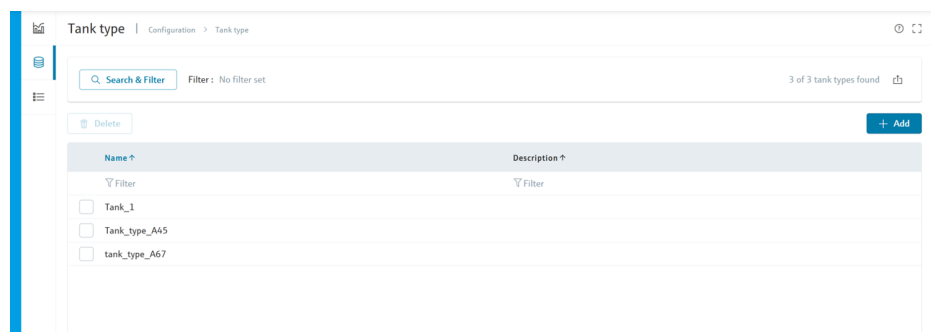 Tank type | Configuration > Tank type
Search & Filter Filter : No filter set 3 of 3 tank types found
Delete + Add
Name ↑ Description ↑
Filter Filter
Tank_1
Tank_type_A45
tank_type_A67